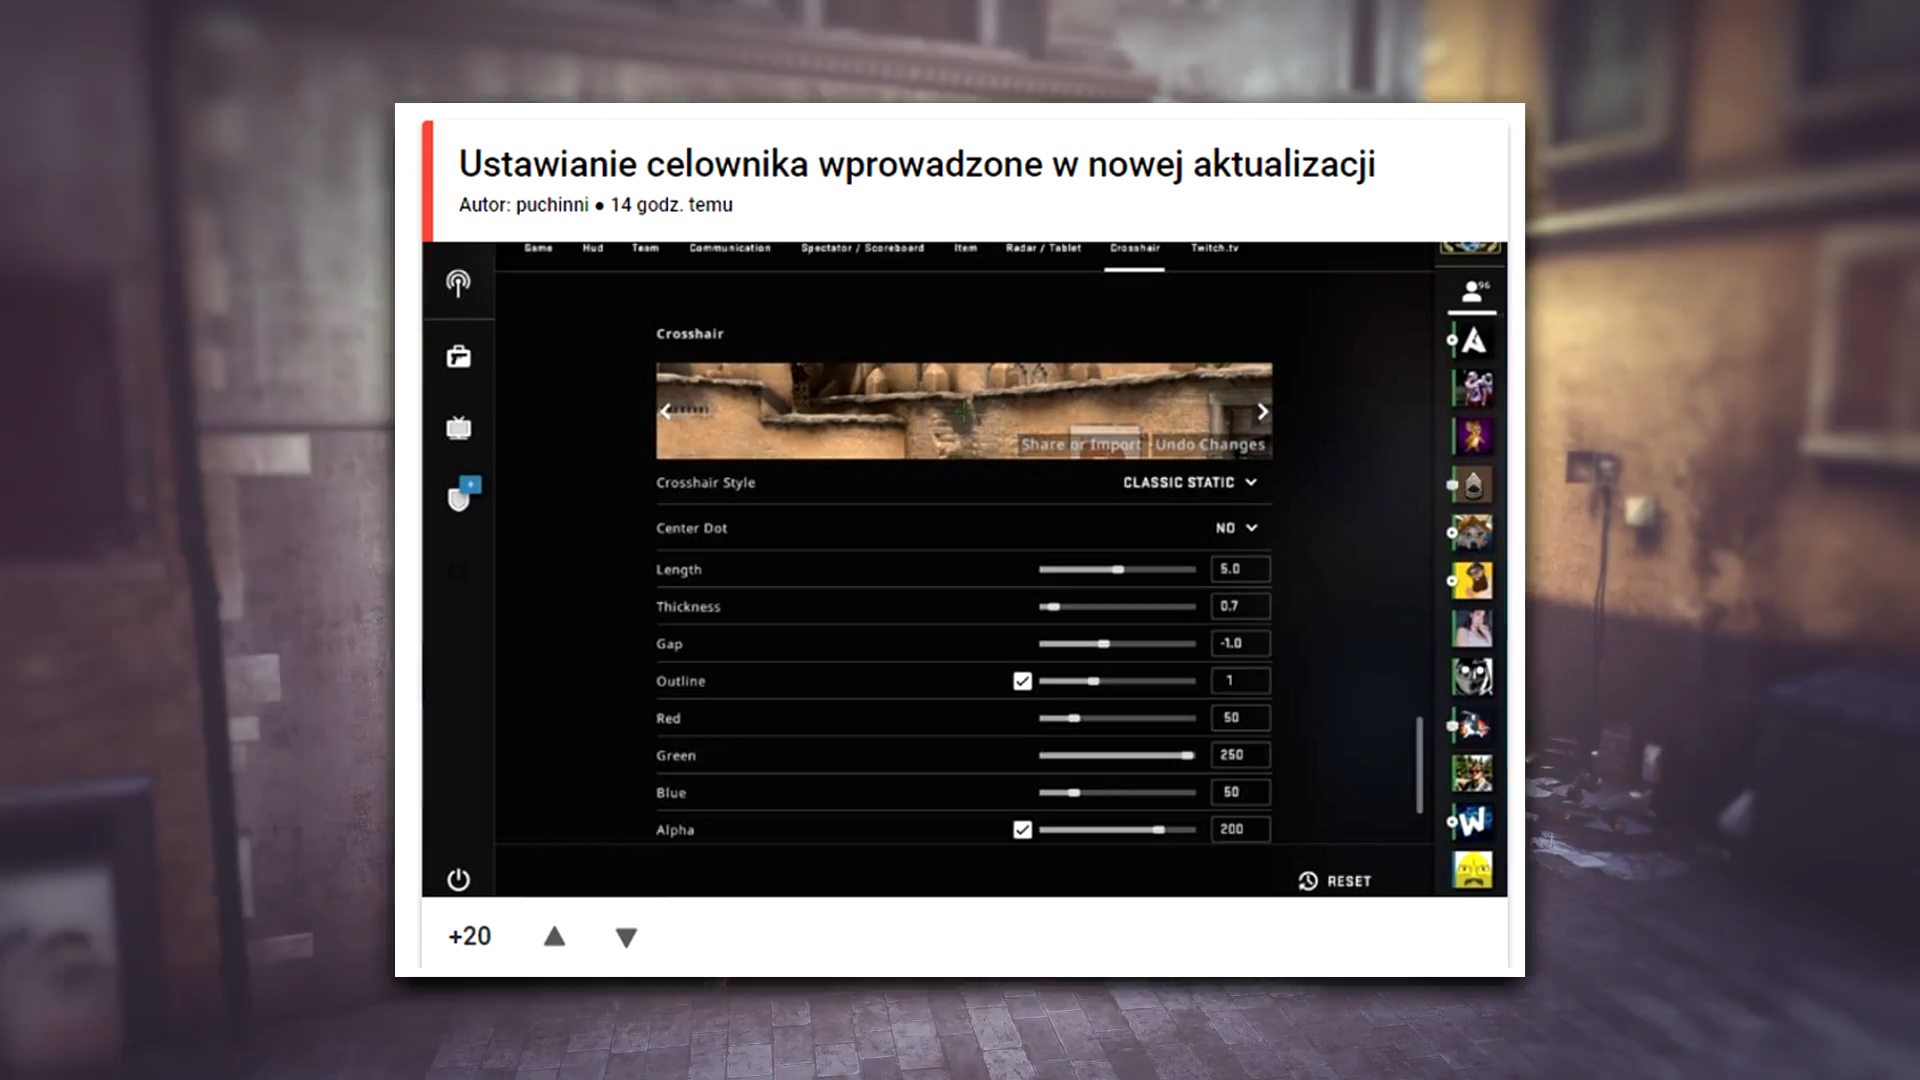 Ustawianie celownika wprowadzone w nowej aktualizacji
Autor: puchinni ● 14 godz. temu
Game Hud Team Communication Spectator / Scoreboard Item Radar / Tablet Crosshair Twitch.tv
96
Crosshair
Share or Import Undo Changes
Crosshair Style CLASSIC STATIC
Center Dot NO
Length 5.0
Thickness 0.7
Gap -1.0
Outline 1
Red 50
Green 250
Blue 50
Alpha 200
W
RESET
+20